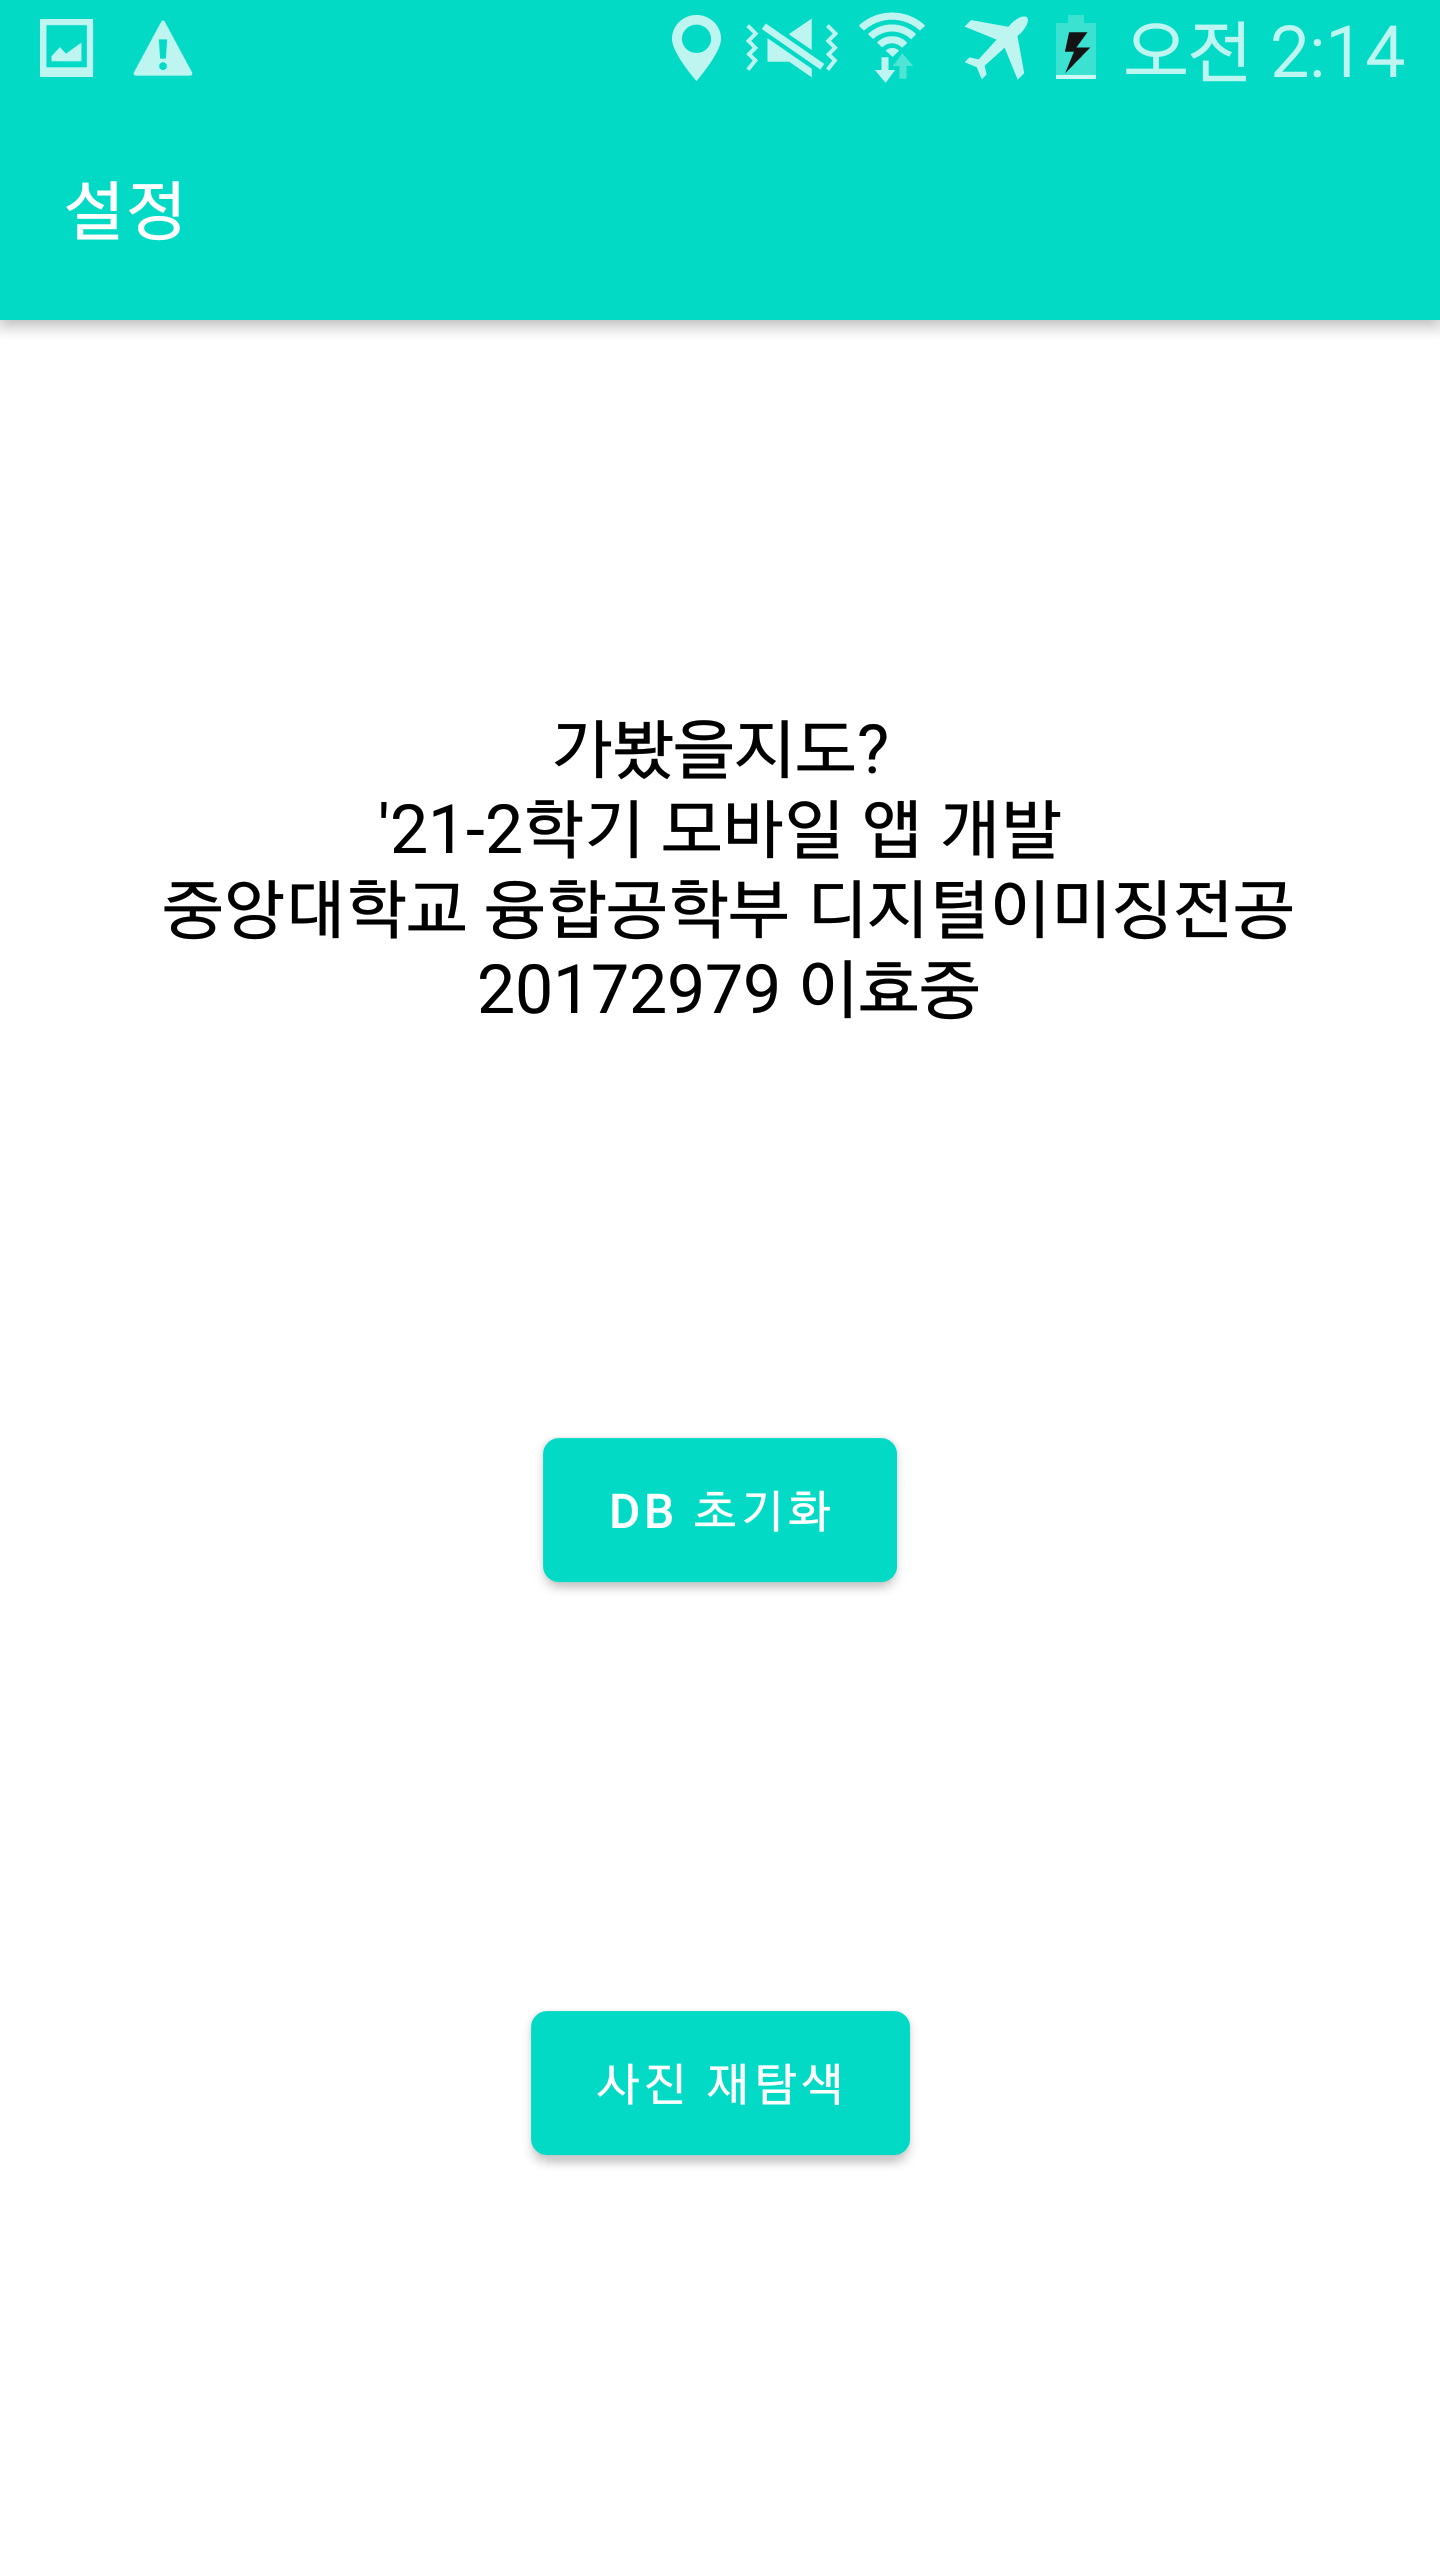 오전 2:14
설정
가봤을지도?
'21-2학기 모바일 앱 개발
중앙대학교 융합공학부 디지털이미징전공
20172979 이효중
DB 초기화
사진 재탐색